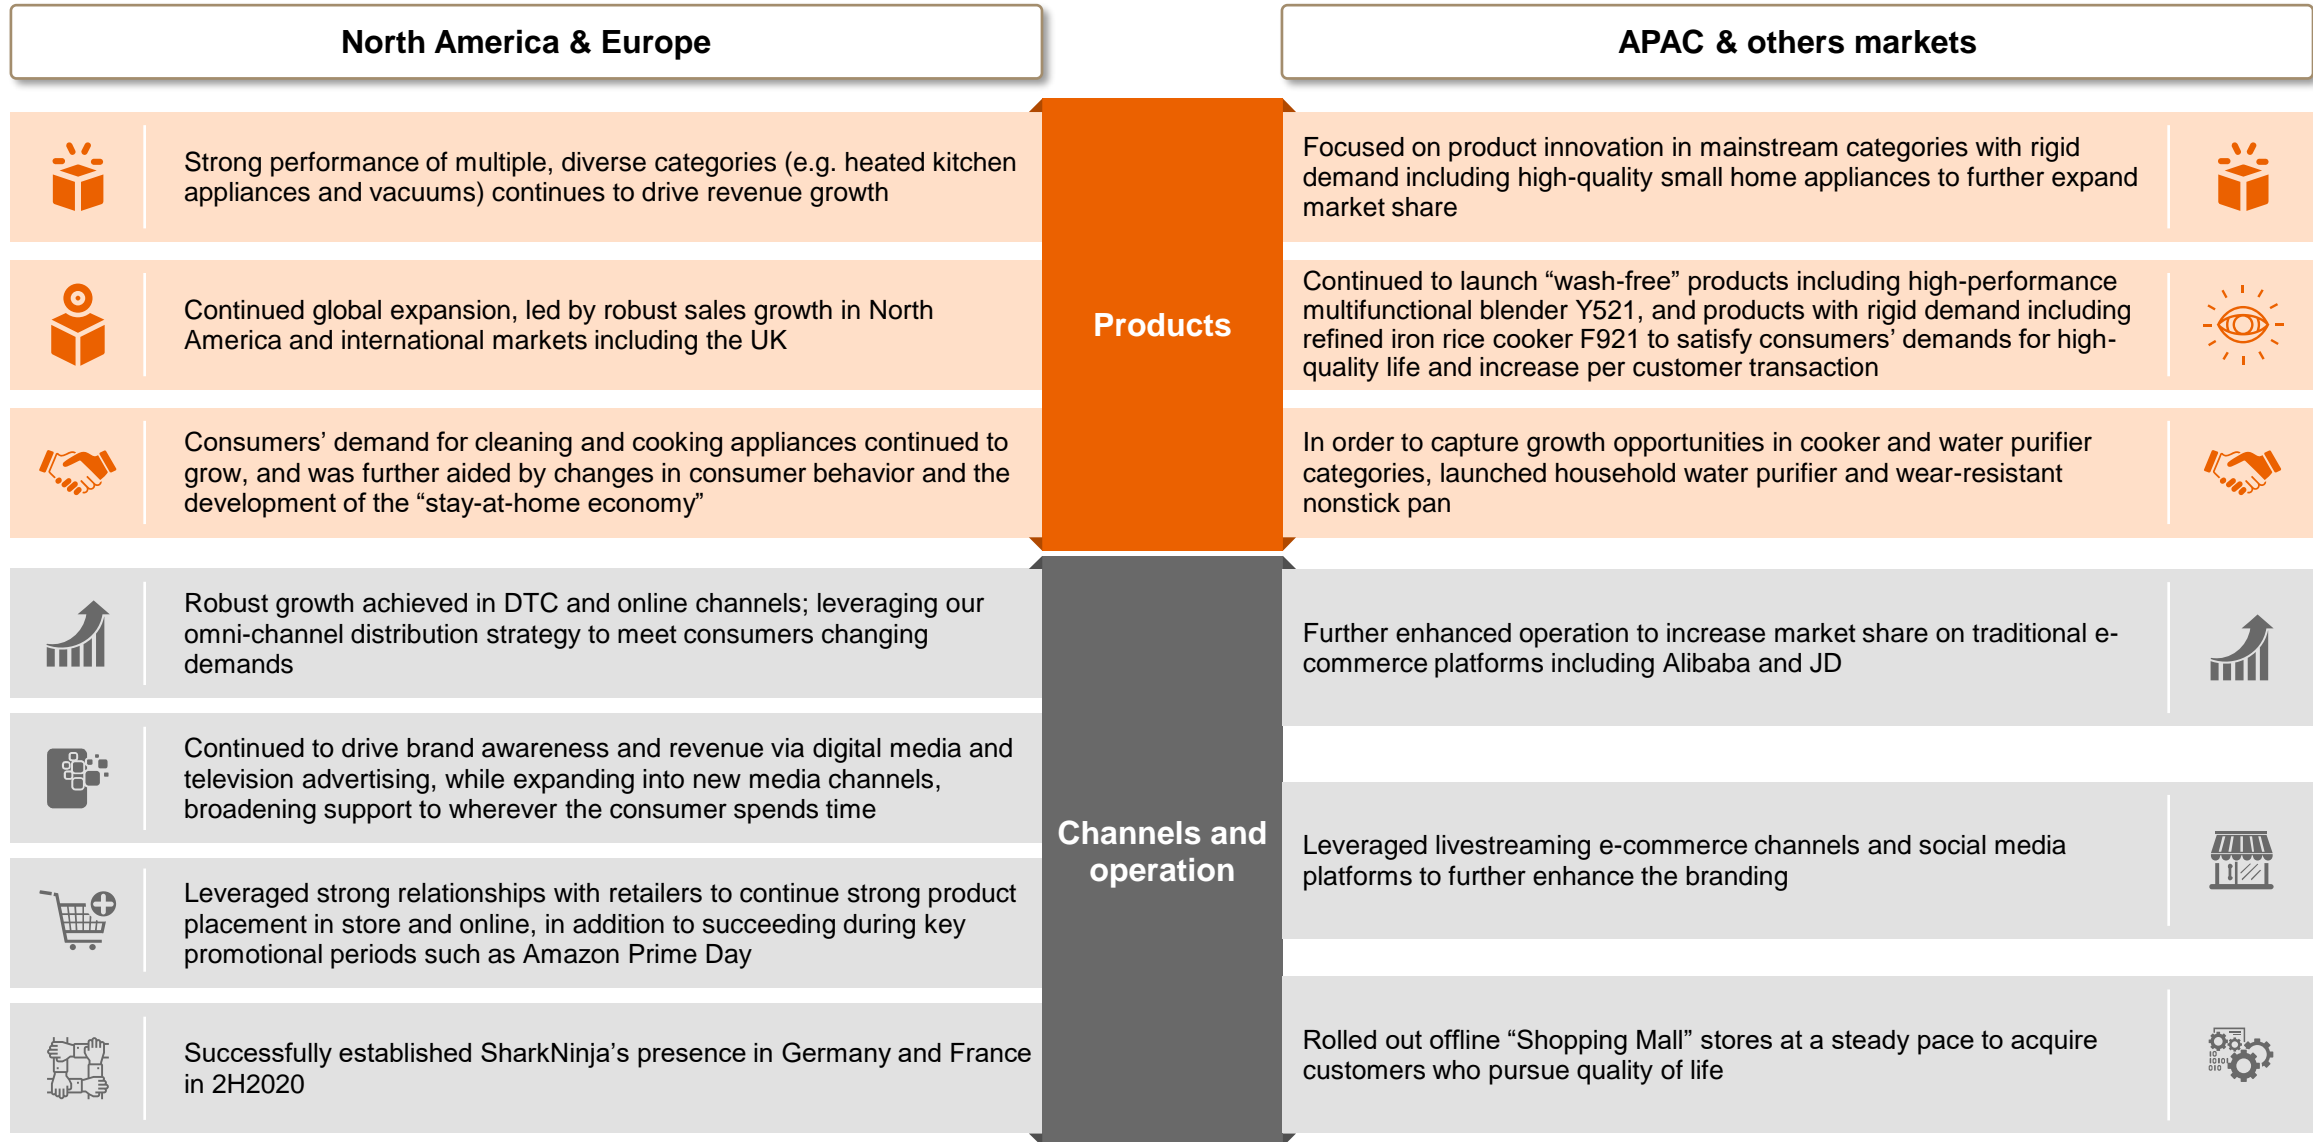 North America & Europe
APAC & others markets
Products
Strong performance of multiple, diverse categories (e.g. heated kitchen
appliances and vacuums) continues to drive revenue growth
Continued global expansion, led by robust sales growth in North
America and international markets including the UK
Consumers’ demand for cleaning and cooking appliances continued to
grow, and was further aided by changes in consumer behavior and the
development of the “stay-at-home economy”
Focused on product innovation in mainstream categories with rigid
demand including high-quality small home appliances to further expand
market share
Continued to launch “wash-free” products including high-performance
multifunctional blender Y521, and products with rigid demand including
refined iron rice cooker F921 to satisfy consumers’ demands for high-
quality life and increase per customer transaction
In order to capture growth opportunities in cooker and water purifier
categories, launched household water purifier and wear-resistant
nonstick pan
Channels and
operation
Robust growth achieved in DTC and online channels; leveraging our
omni-channel distribution strategy to meet consumers changing
demands
Continued to drive brand awareness and revenue via digital media and
television advertising, while expanding into new media channels,
broadening support to wherever the consumer spends time
Leveraged strong relationships with retailers to continue strong product
placement in store and online, in addition to succeeding during key
promotional periods such as Amazon Prime Day
Successfully established SharkNinja’s presence in Germany and France
in 2H2020
Further enhanced operation to increase market share on traditional e-
commerce platforms including Alibaba and JD
Leveraged livestreaming e-commerce channels and social media
platforms to further enhance the branding
Rolled out offline “Shopping Mall” stores at a steady pace to acquire
customers who pursue quality of life
10
10101
010